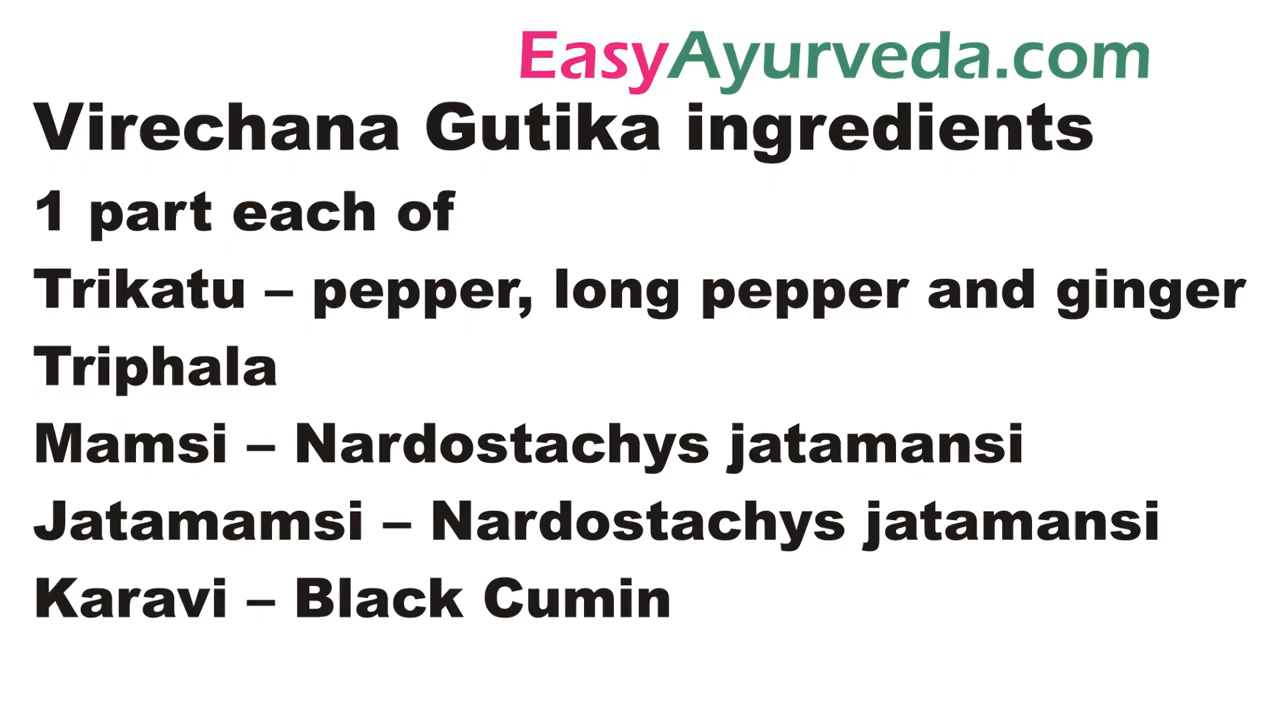 EasyAyurveda.com
Virechana Gutika ingredients
1 part each of
Trikatu – pepper, long pepper and ginger
Triphala
Mamsi – Nardostachys jatamansi
Jatamamsi – Nardostachys jatamansi
Karavi – Black Cumin